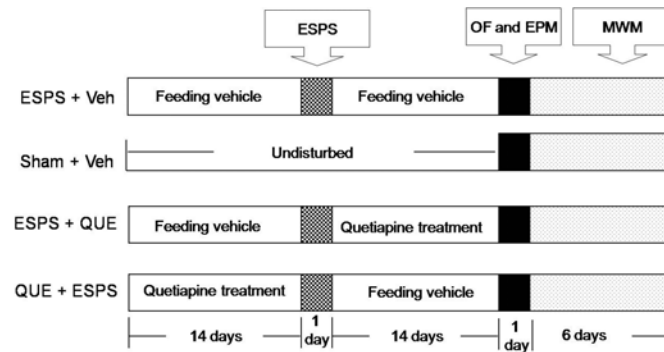 ESPS
OF and EPM
MWM
ESPS + Veh
Feeding vehicle
Feeding vehicle
Sham + Veh
Undisturbed
ESPS + QUE
Feeding vehicle
Quetiapine treatment
QUE + ESPS
Quetiapine treatment
Feeding vehicle
14 days
1
day
14 days
1
day
6 days